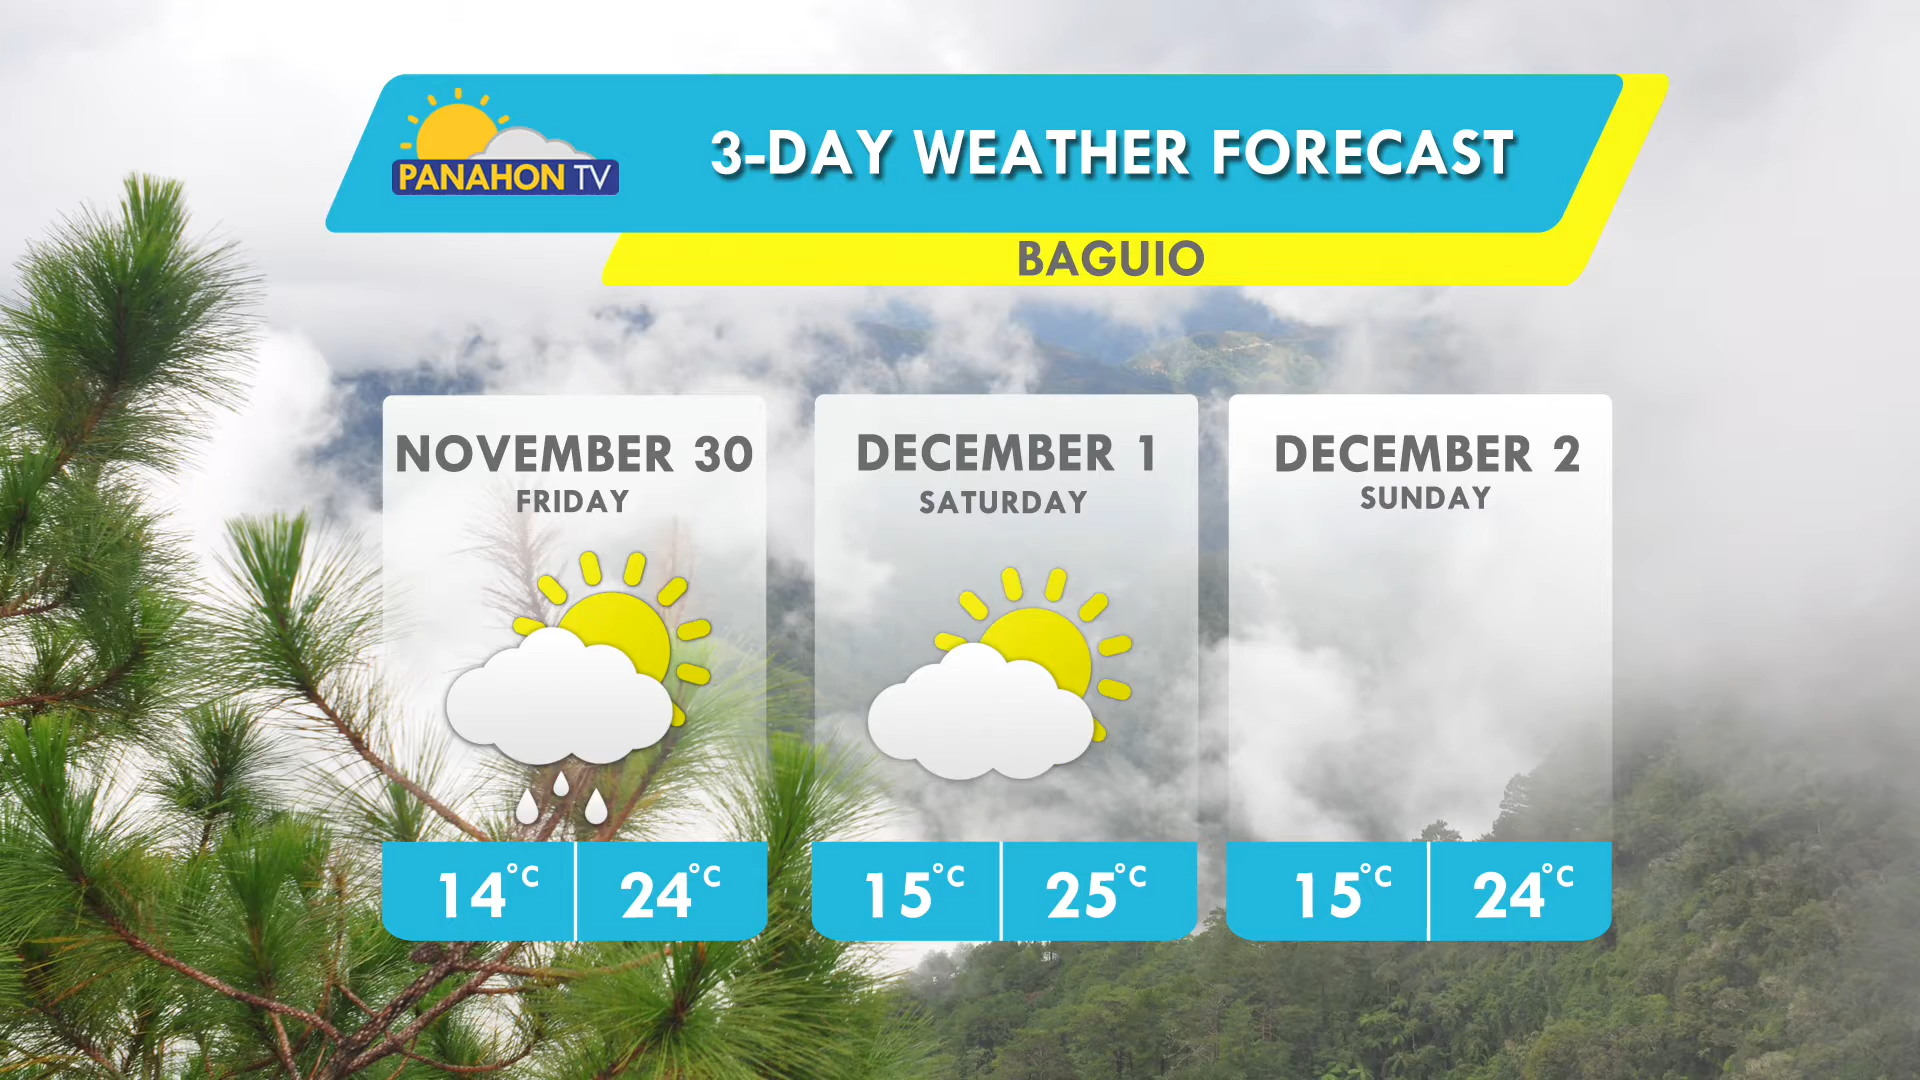 PANAHON TV
3-DAY WEATHER FORECAST
BAGUIO
NOVEMBER 30
FRIDAY
14°C
24°C
DECEMBER 1
SATURDAY
15°C
25°C
DECEMBER 2
SUNDAY
15°C
24°C